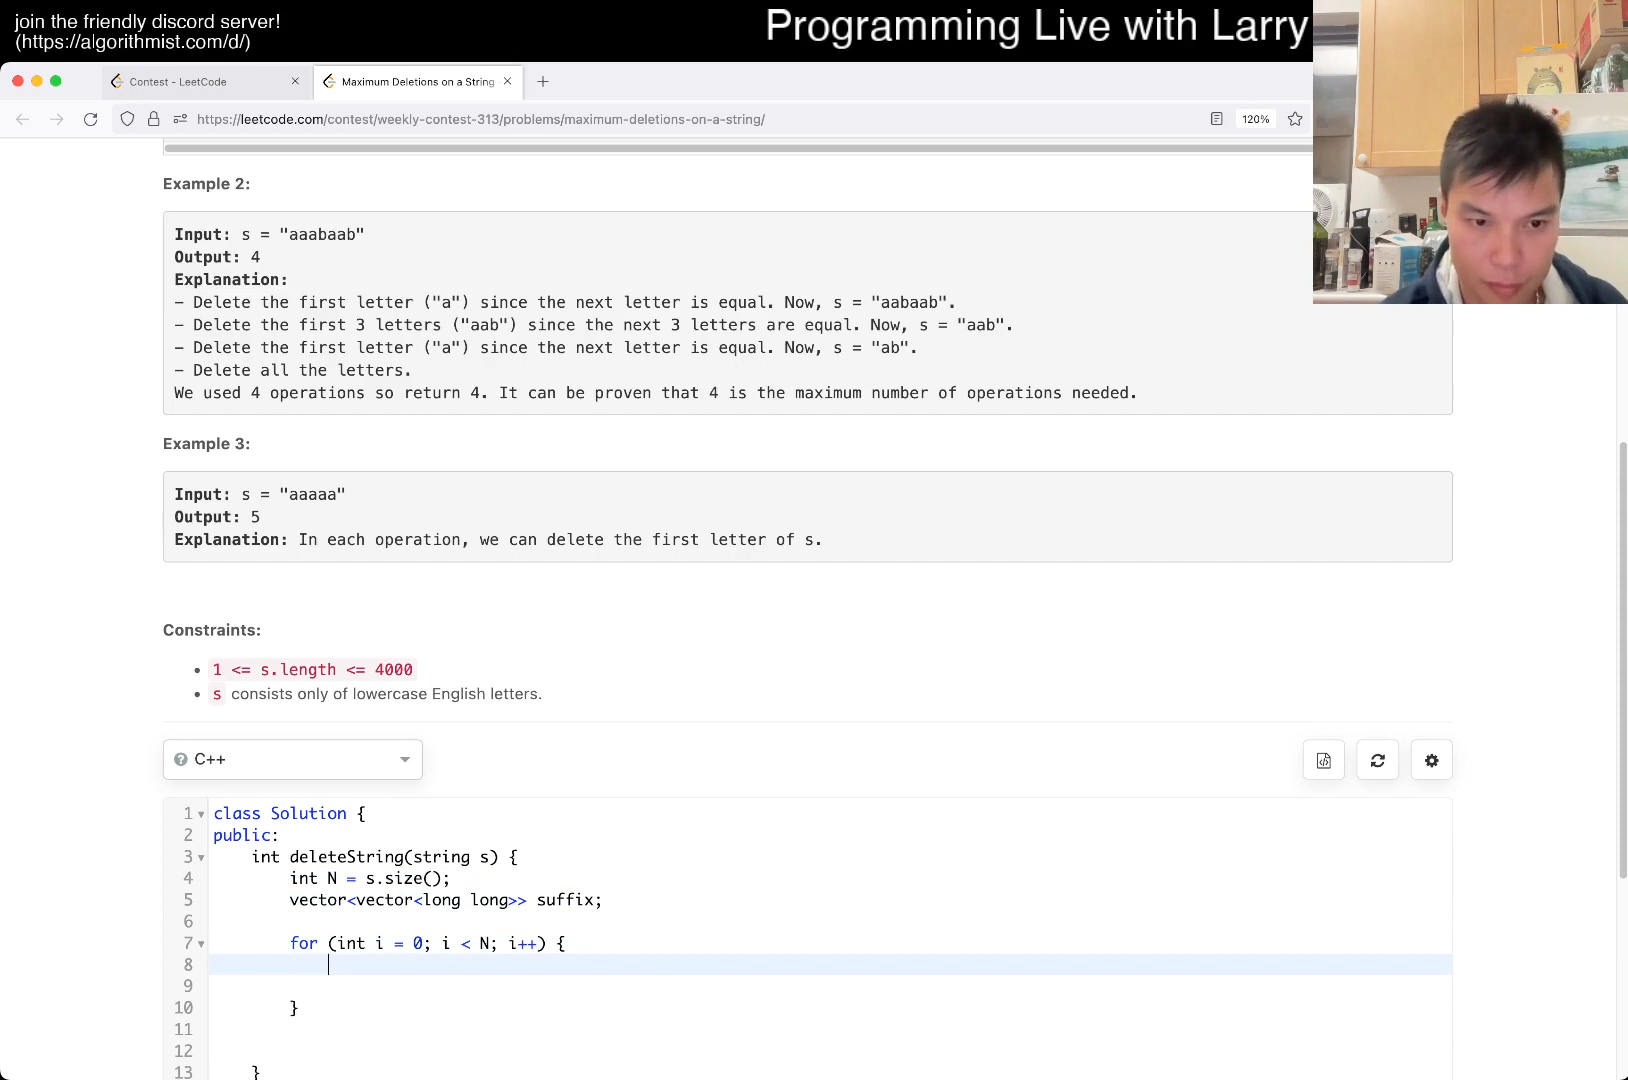 join the friendly discord server!
(https://algorithmist.com/d/)
Programming Live with Larry
Contest - LeetCode
Maximum Deletions on a String
https://leetcode.com/contest/weekly-contest-313/problems/maximum-deletions-on-a-string/
120%
Example 2:
Input: s = "aaabaab"
Output: 4
Explanation:
- Delete the first letter ("a") since the next letter is equal. Now, s = "aabaab".
- Delete the first 3 letters ("aab") since the next 3 letters are equal. Now, s = "aab".
- Delete the first letter ("a") since the next letter is equal. Now, s = "ab".
- Delete all the letters.
We used 4 operations so return 4. It can be proven that 4 is the maximum number of operations needed.
Example 3:
Input: s = "aaaaa"
Output: 5
Explanation: In each operation, we can delete the first letter of s.
Constraints:
• 1 <= s.length <= 4000
• s consists only of lowercase English letters.
? C++
1 class Solution {
2 public:
3 int deleteString(string s) {
4 int N = s.size();
5 vector<vector<long long>> suffix;
6
7 for (int i = 0; i < N; i++) {
8
9
10 }
11
12
13 }